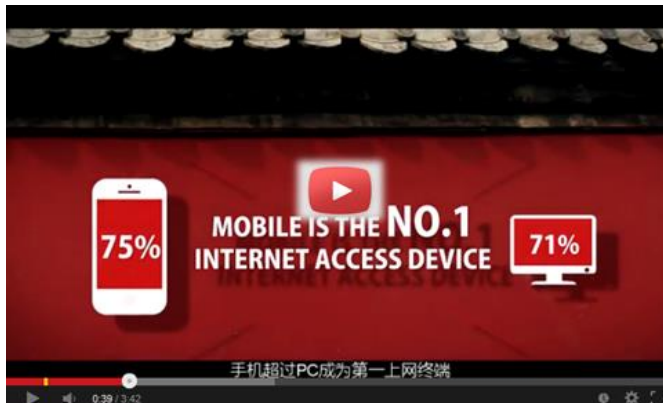 75%
MOBILE IS THE NO.1
INTERNET ACCESS DEVICE
71%
手机超过PC成为第一上网终端
0:39 / 3:42